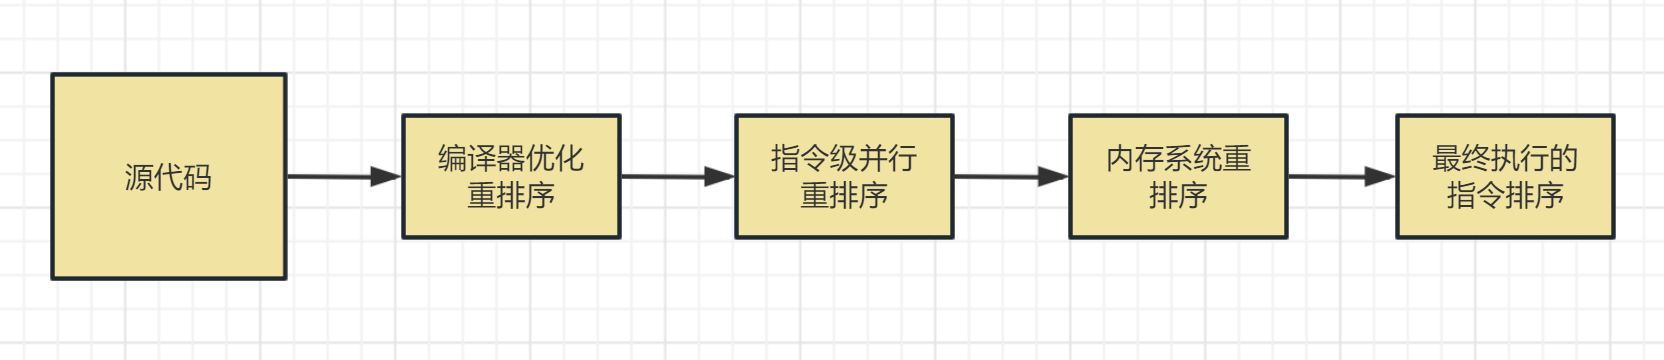 源代码
编译器优化
重排序
指令级并行
重排序
内存系统重
排序
最终执行的
指令排序